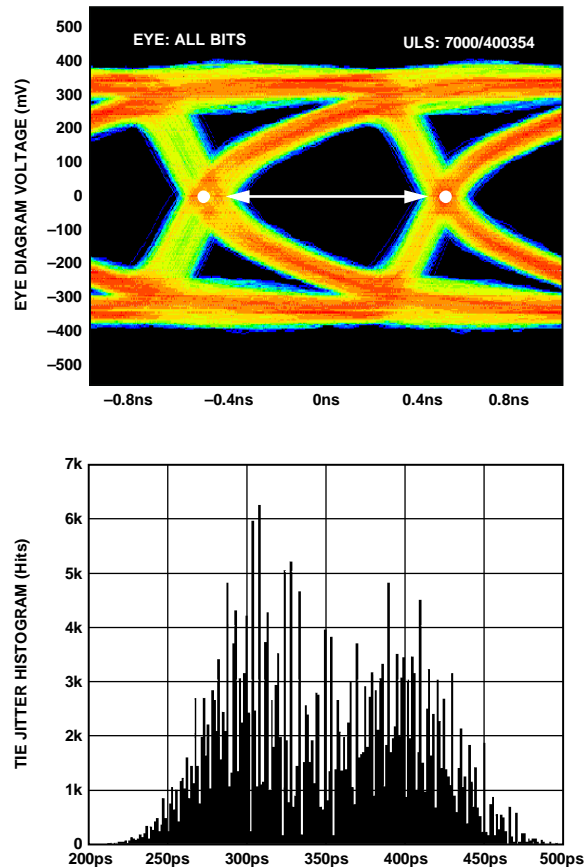 EYE: ALL BITS
ULS: 7000/400354
EYE DIAGRAM VOLTAGE (mV)
500
400
300
200
100
0
–100
–200
–300
–400
–500
–0.8ns
–0.4ns
0ns
0.4ns
0.8ns
TIE JITTER HISTOGRAM (Hits)
7k
6k
5k
4k
3k
2k
1k
0
200ps
250ps
300ps
350ps
400ps
450ps
500ps